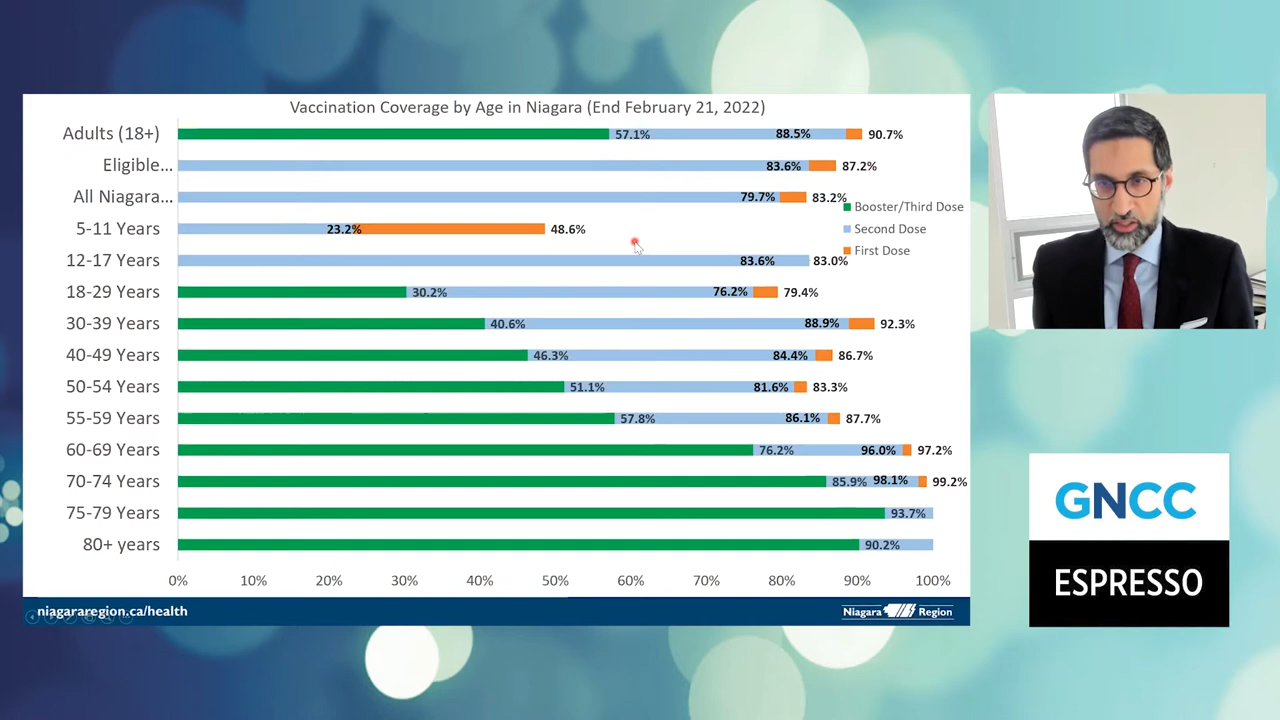 Vaccination Coverage by Age in Niagara (End February 21, 2022)
Adults (18+) 57.1% 88.5% 90.7%
Eligible... 83.6% 87.2%
All Niagara... 79.7% 83.2%
Booster/Third Dose
Second Dose
First Dose
5-11 Years 23.2% 48.6%
12-17 Years 83.6% 83.0%
18-29 Years 30.2% 76.2% 79.4%
30-39 Years 40.6% 88.9% 92.3%
40-49 Years 46.3% 84.4% 86.7%
50-54 Years 51.1% 81.6% 83.3%
55-59 Years 57.8% 86.1% 87.7%
60-69 Years 76.2% 96.0% 97.2%
70-74 Years 85.9% 98.1% 99.2%
75-79 Years 93.7%
80+ years 90.2%
0% 10% 20% 30% 40% 50% 60% 70% 80% 90% 100%
niagararegion.ca/health
Niagara Region
GNCC
ESPRESSO